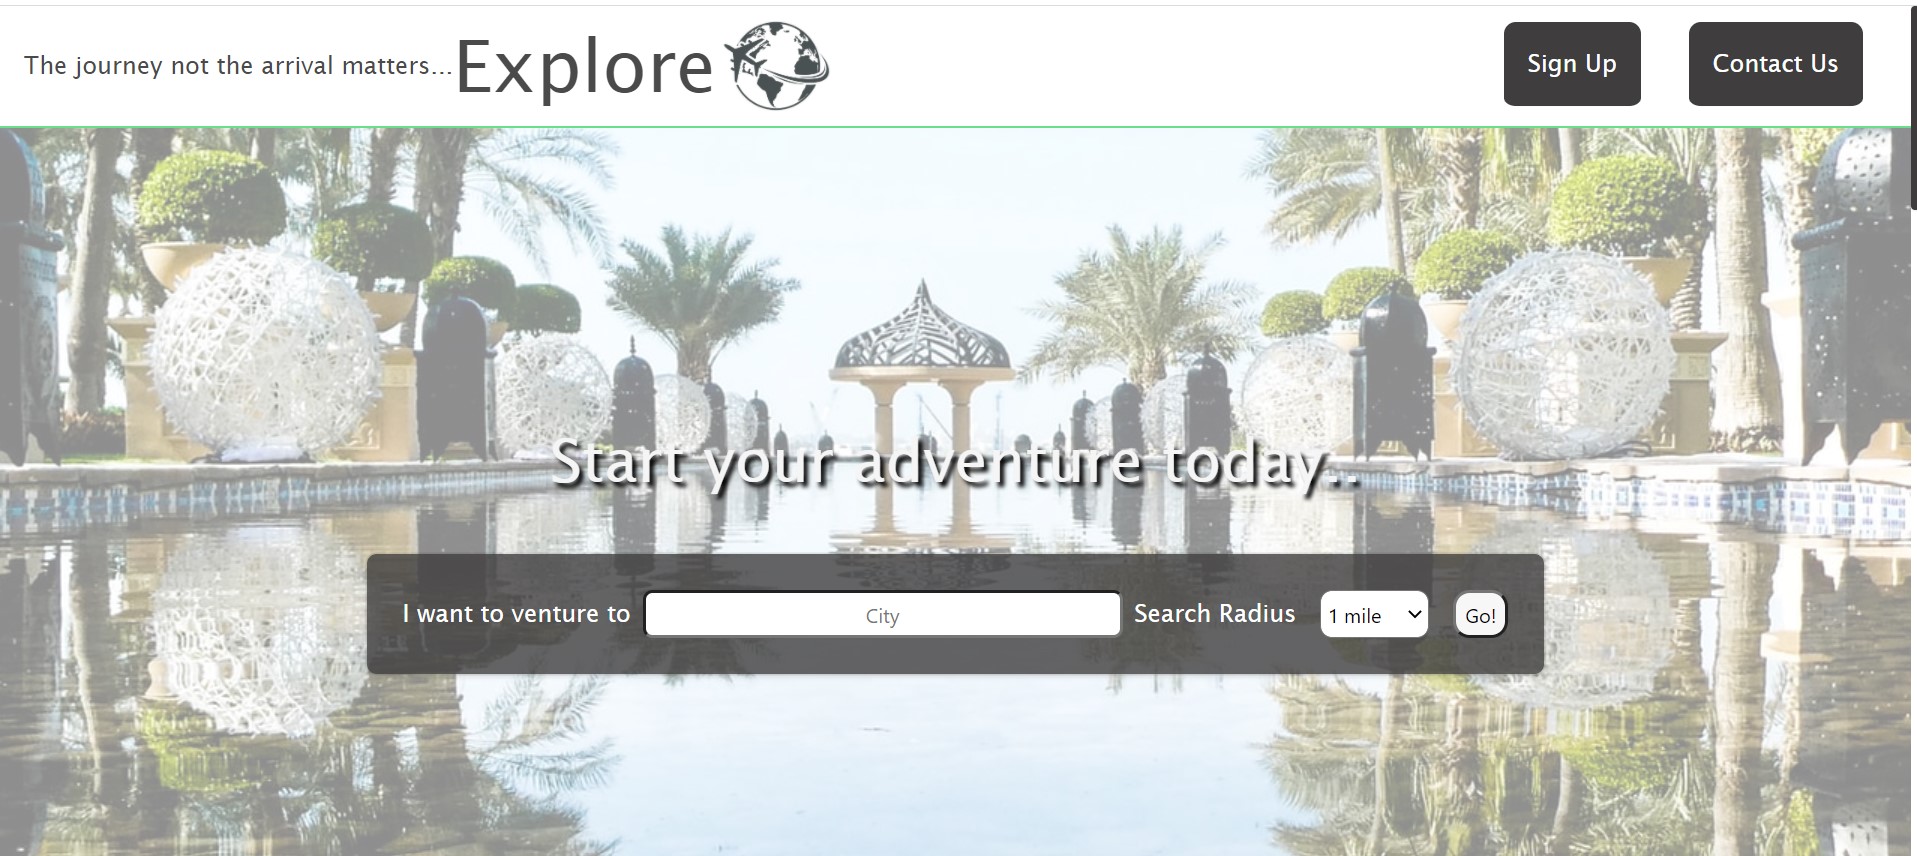 The journey not the arrival matters...
Explore
Sign Up
Contact Us
Start your adventure today..
I want to venture to
City
Search Radius
1 mile
Go!